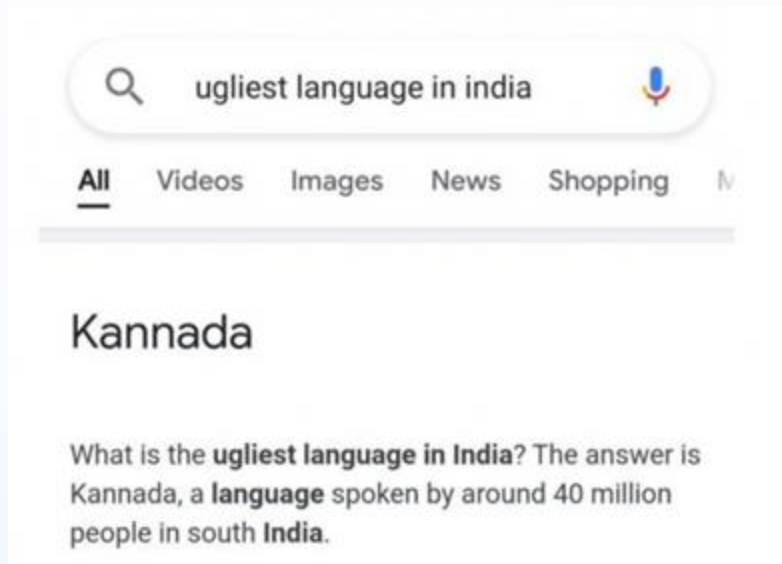 ugliest language in india
All Videos Images News Shopping
Kannada
What is the ugliest language in India? The answer is
Kannada, a language spoken by around 40 million
people in south India.